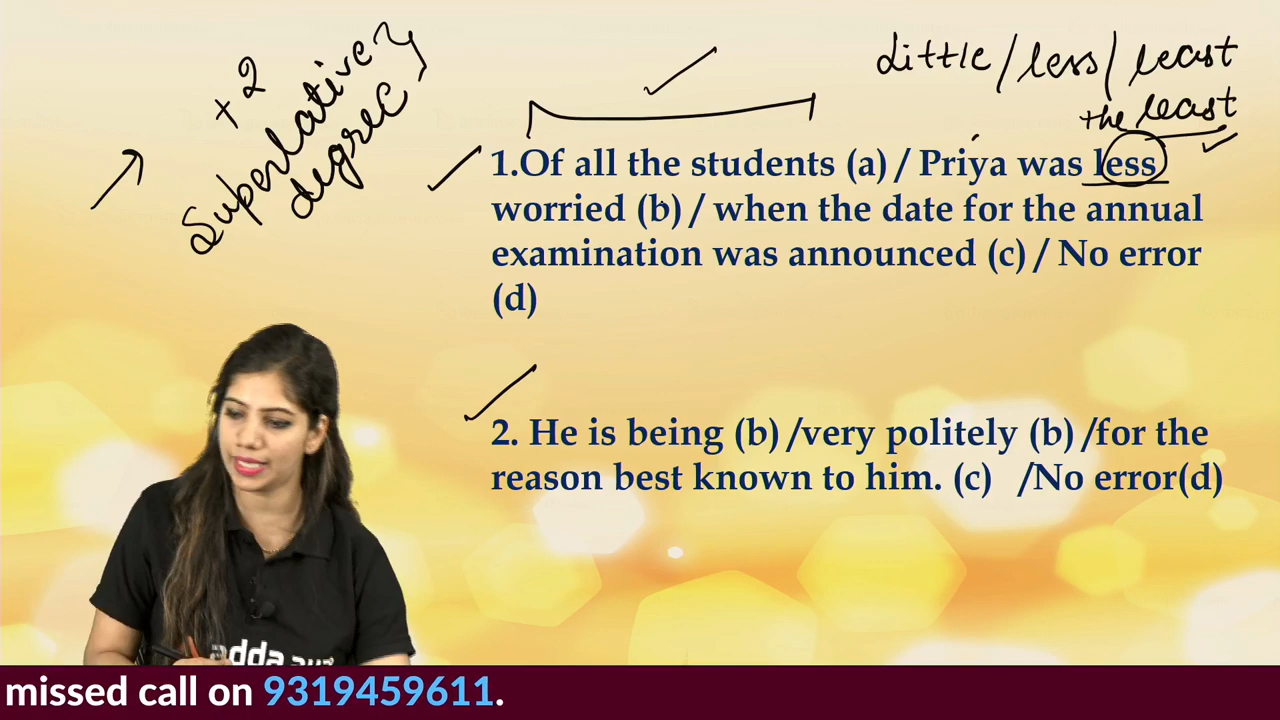 +2
Superlative
degree
Little / less / least
the least
1.Of all the students (a) / Priya was less
worried (b) / when the date for the annual
examination was announced (c) / No error
(d)
2. He is being (b) /very politely (b) /for the
reason best known to him. (c) /No error(d)
adda
missed call on 9319459611.